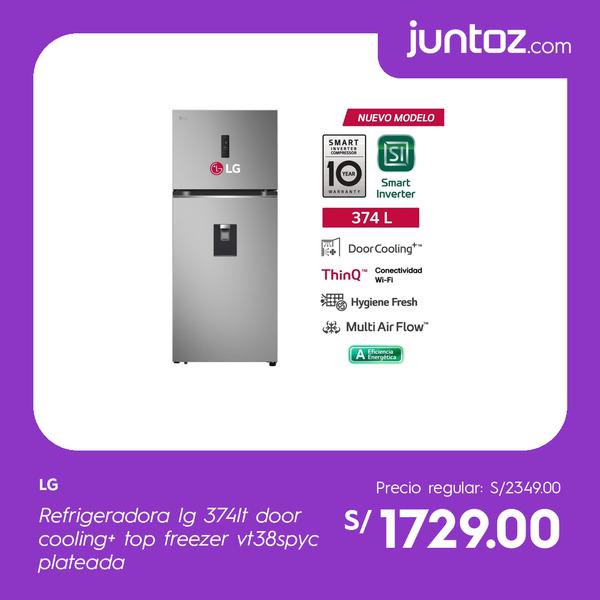 juntoz.com
NUEVO MODELO
SMART
INVERTER
COMPRESSOR
10 YEAR
WARRANTY
SI
Smart
Inverter
LG
374 L
DoorCooling+™
ThinQ™ Conectividad
Wi-Fi
Hygiene Fresh
Multi Air Flow™
A Eficiencia
Energética
LG
Refrigeradora lg 374lt door
cooling+ top freezer vt38spyc
plateada
Precio regular: S/2349.00
S/ 1729.00